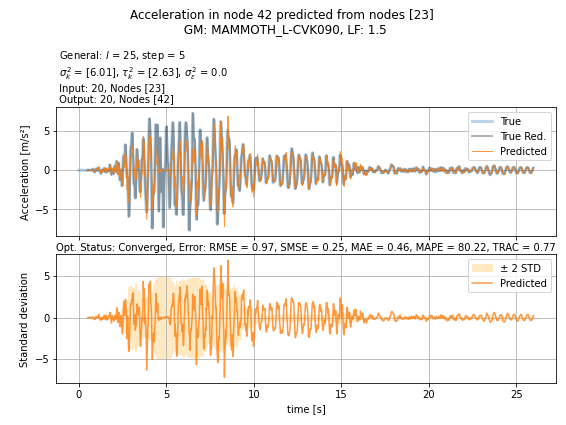 Acceleration in node 42 predicted from nodes [23]
GM: MAMMOTH_L-CVK090, LF: 1.5
General: l = 25, step = 5
σ²ₖ = [6.01], τ²ₖ = [2.63], σ²ε = 0.0
Input: 20, Nodes [23]
Output: 20, Nodes [42]
Acceleration [m/s²]
5
0
−5
True
True Red.
Predicted
Opt. Status: Converged, Error: RMSE = 0.97, SMSE = 0.25, MAE = 0.46, MAPE = 80.22, TRAC = 0.77
Standard deviation
5
0
−5
± 2 STD
Predicted
0 5 10 15 20 25
time [s]